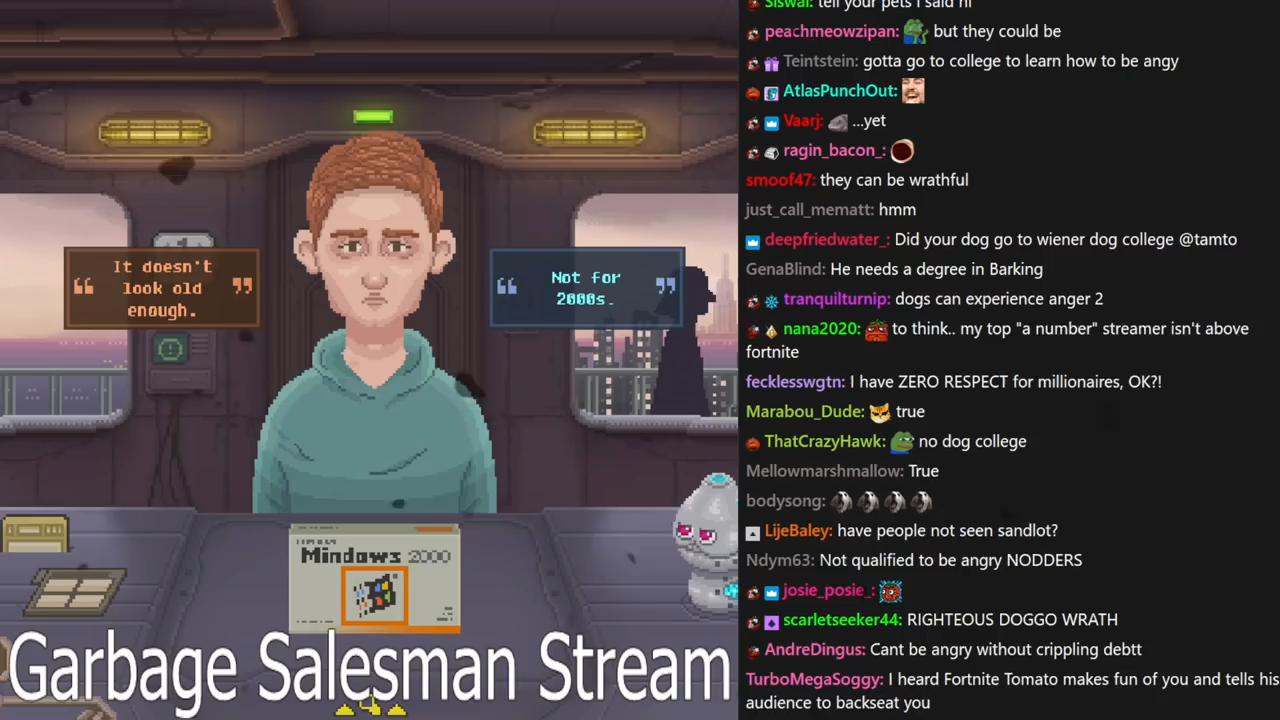 It doesn't
look old
enough.
Not for
2000s.
Mindows 2000
Garbage Salesman Stream
Siswal: tell your pets I said hi
peachmeowzipan: but they could be
Teintstein: gotta go to college to learn how to be angy
AtlasPunchOut:
Vaarj: ...yet
ragin_bacon_:
smoof47: they can be wrathful
just_call_mematt: hmm
deepfriedwater_: Did your dog go to wiener dog college @tamto
GenaBlind: He needs a degree in Barking
tranquilturnip: dogs can experience anger 2
nana2020: to think.. my top "a number" streamer isn't above
fortnite
fecklesswgtn: I have ZERO RESPECT for millionaires, OK?!
Marabou_Dude: true
ThatCrazyHawk: no dog college
Mellowmarshmallow: True
bodysong:
LijeBaley: have people not seen sandlot?
Ndym63: Not qualified to be angry NODDERS
josie_posie_:
scarletseeker44: RIGHTEOUS DOGGO WRATH
AndreDingus: Cant be angry without crippling debtt
TurboMegaSoggy: I heard Fortnite Tomato makes fun of you and tells his
audience to backseat you